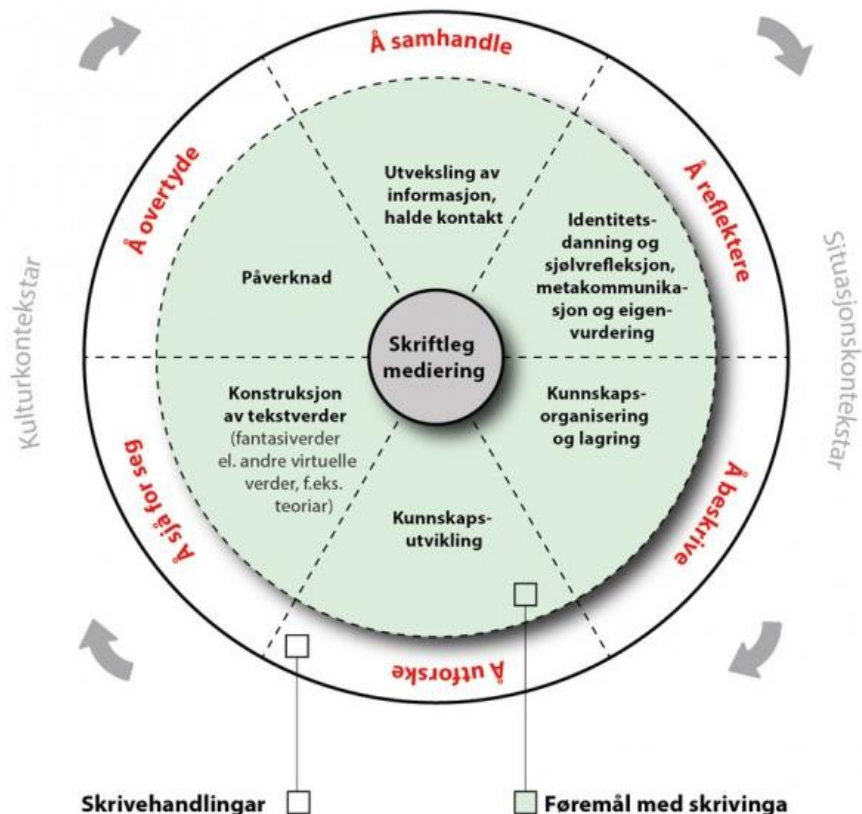 Å samhandle
Å overtyde
Å reflektere
Kulturkontekstar
Situasjonskontekstar
Utveksling av
informasjon,
halde kontakt
Identitets-
danning og
sjølvrefleksjon,
metakommunika-
sjon og eigen-
vurdering
Påverknad
Skriftleg
mediering
Konstruksjon
av tekstverder
(fantasiverder
el. andre virtuelle
verder, f.eks.
teoriar)
Kunnskaps-
organisering
og lagring
Kunnskaps-
utvikling
Å sjå for seg
Å beskrive
Å utforske
Skrivehandlingar
Føremål med skrivinga